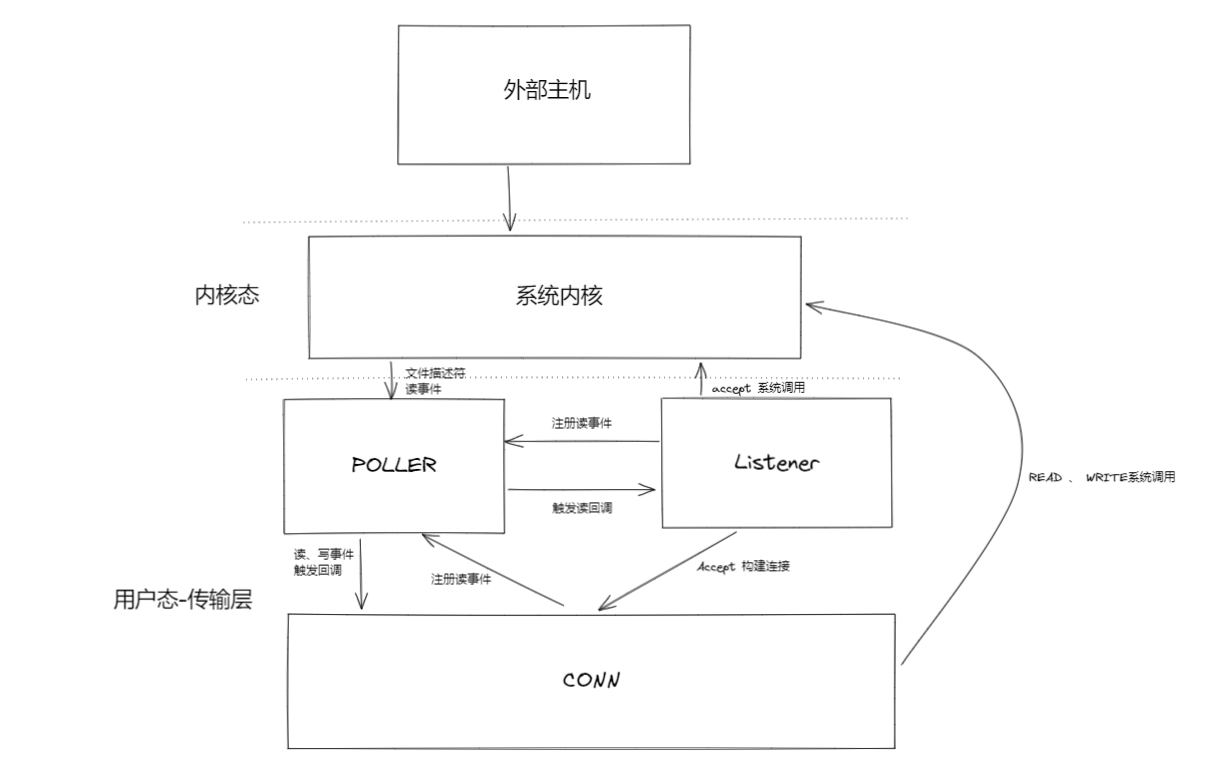 外部主机
内核态
系统内核
文件描述符
读事件
accept 系统调用
注册读事件
POLLER
Listener
READ 、 WRITE系统调用
触发读回调
读、写事件
触发回调
注册读事件
Accept 构建连接
用户态-传输层
CONN